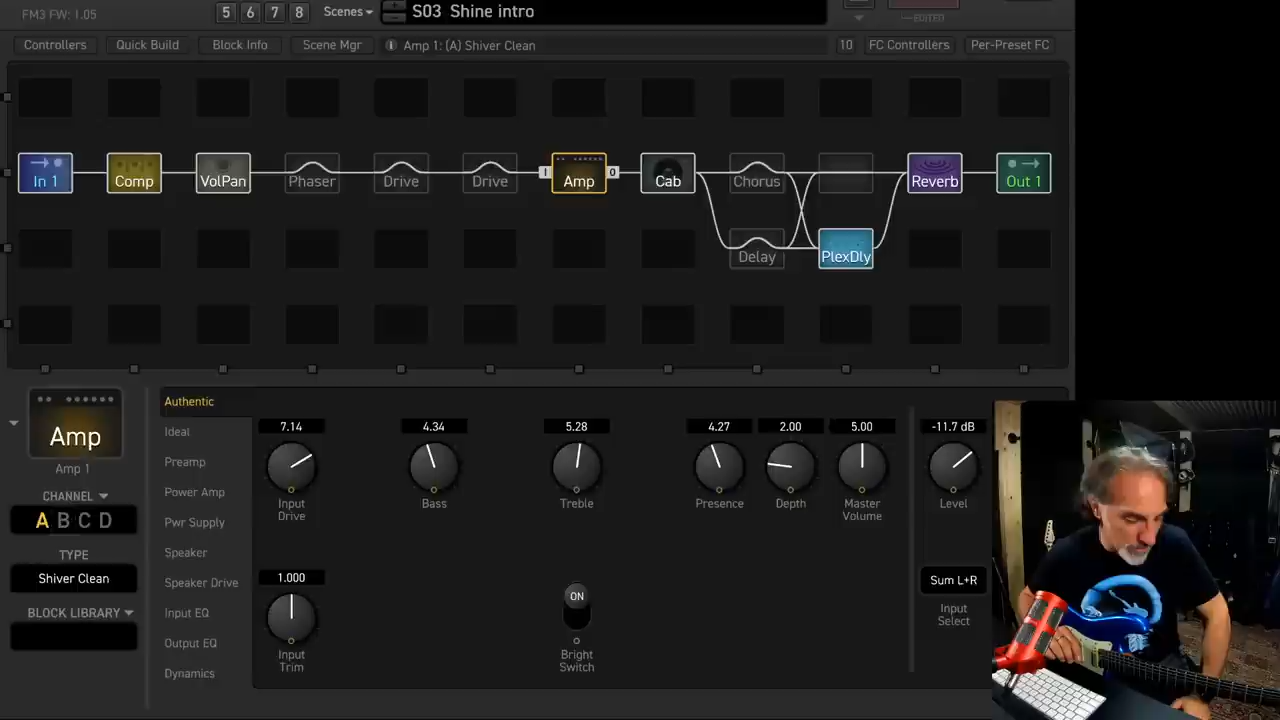 FM3 FW: 1.05
5 6 7 8 Scenes S03 Shine intro
EDITED
Controllers Quick Build Block Info Scene Mgr Amp 1: (A) Shiver Clean 10 FC Controllers Per-Preset FC
In 1 Comp VolPan Phaser Drive Drive I Amp O Cab Chorus Reverb Out 1
Delay PlexDly
Amp
Amp 1
CHANNEL
A B C D
TYPE
Shiver Clean
BLOCK LIBRARY
Authentic
Ideal
Preamp
Power Amp
Pwr Supply
Speaker
Speaker Drive
Input EQ
Output EQ
Dynamics
7.14 4.34 5.28 4.27 2.00 5.00 -11.7 dB
Input Drive Bass Treble Presence Depth Master Volume Level
1.000 ON Sum L+R
Input Trim Bright Switch Input Select